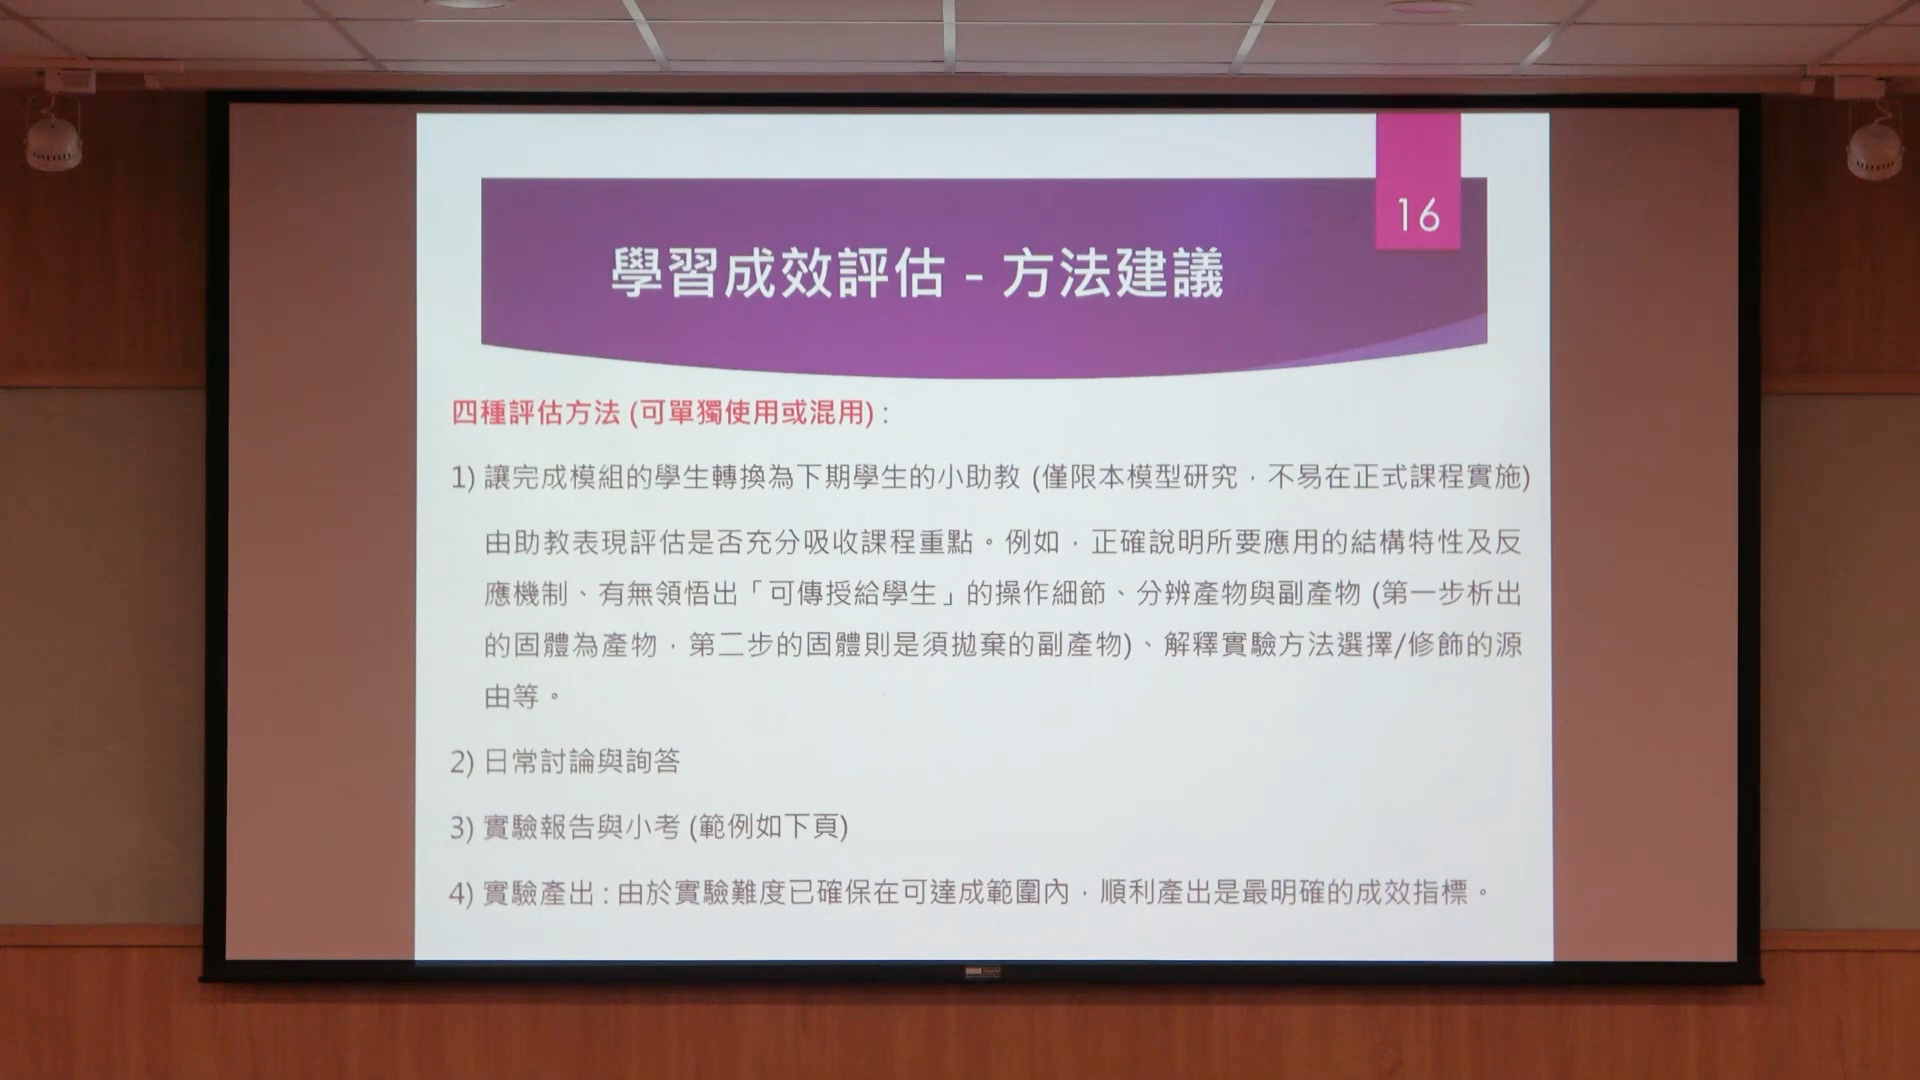 16
學習成效評估 - 方法建議
四種評估方法 (可單獨使用或混用) :
1) 讓完成模組的學生轉換為下期學生的小助教 (僅限本模型研究，不易在正式課程實施)
由助教表現評估是否充分吸收課程重點。例如，正確說明所要應用的結構特性及反
應機制、有無領悟出「可傳授給學生」的操作細節、分辨產物與副產物 (第一步析出
的固體為產物，第二步的固體則是須拋棄的副產物)、解釋實驗方法選擇/修飾的源
由等。
2) 日常討論與詢答
3) 實驗報告與小考 (範例如下頁)
4) 實驗產出 : 由於實驗難度已確保在可達成範圍內，順利產出是最明確的成效指標。